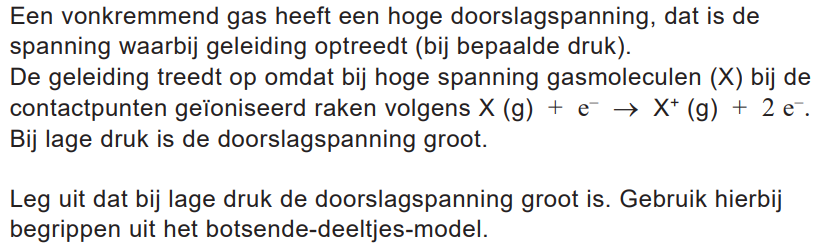 Een vonkremmend gas heeft een hoge doorslagspanning, dat is de
spanning waarbij geleiding optreedt (bij bepaalde druk).
De geleiding treedt op omdat bij hoge spanning gasmoleculen (X) bij de
contactpunten geïoniseerd raken volgens X (g) + e⁻ → X⁺ (g) + 2 e⁻.
Bij lage druk is de doorslagspanning groot.
Leg uit dat bij lage druk de doorslagspanning groot is. Gebruik hierbij
begrippen uit het botsende-deeltjes-model.